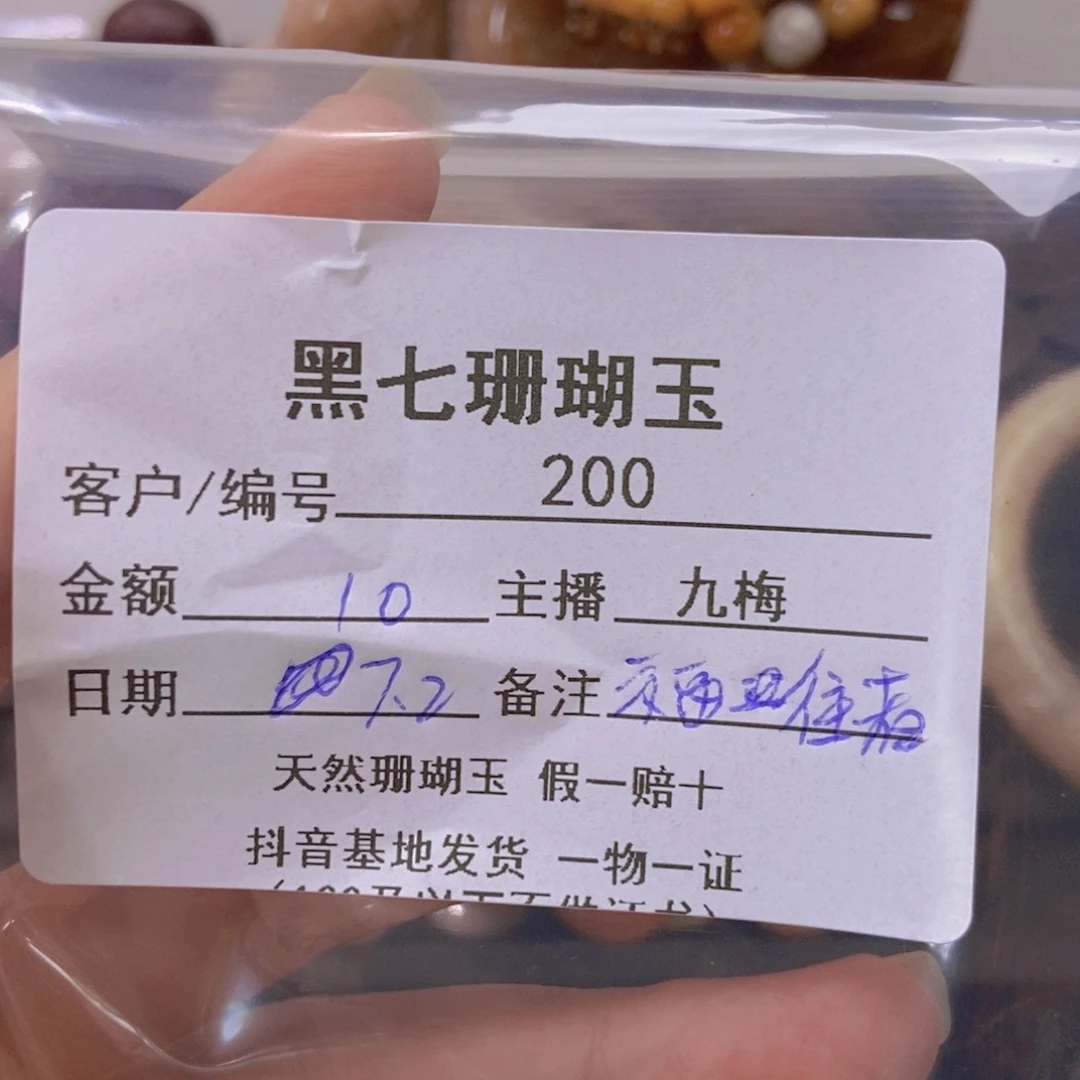 黑七珊瑚玉
客户/编号 200
金额 10 主播 九梅
日期 7.2 备注
天然珊瑚玉 假一赔十
抖音基地发货 一物一证